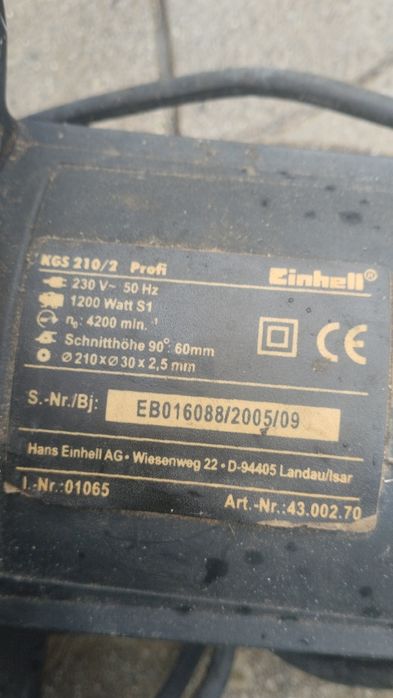 KGS 210/2 Profi
Einhell®
230 V~ 50 Hz
1200 Watt S1
n₀: 4200 min.⁻¹
Schnitthöhe 90°: 60mm
Ø 210 x Ø 30 x 2,5 mm
CE
S.-Nr./Bj: EB016088/2005/09
Hans Einhell AG • Wiesenweg 22 • D-94405 Landau/Isar
I.-Nr.:01065 Art.-Nr.:43.002.70